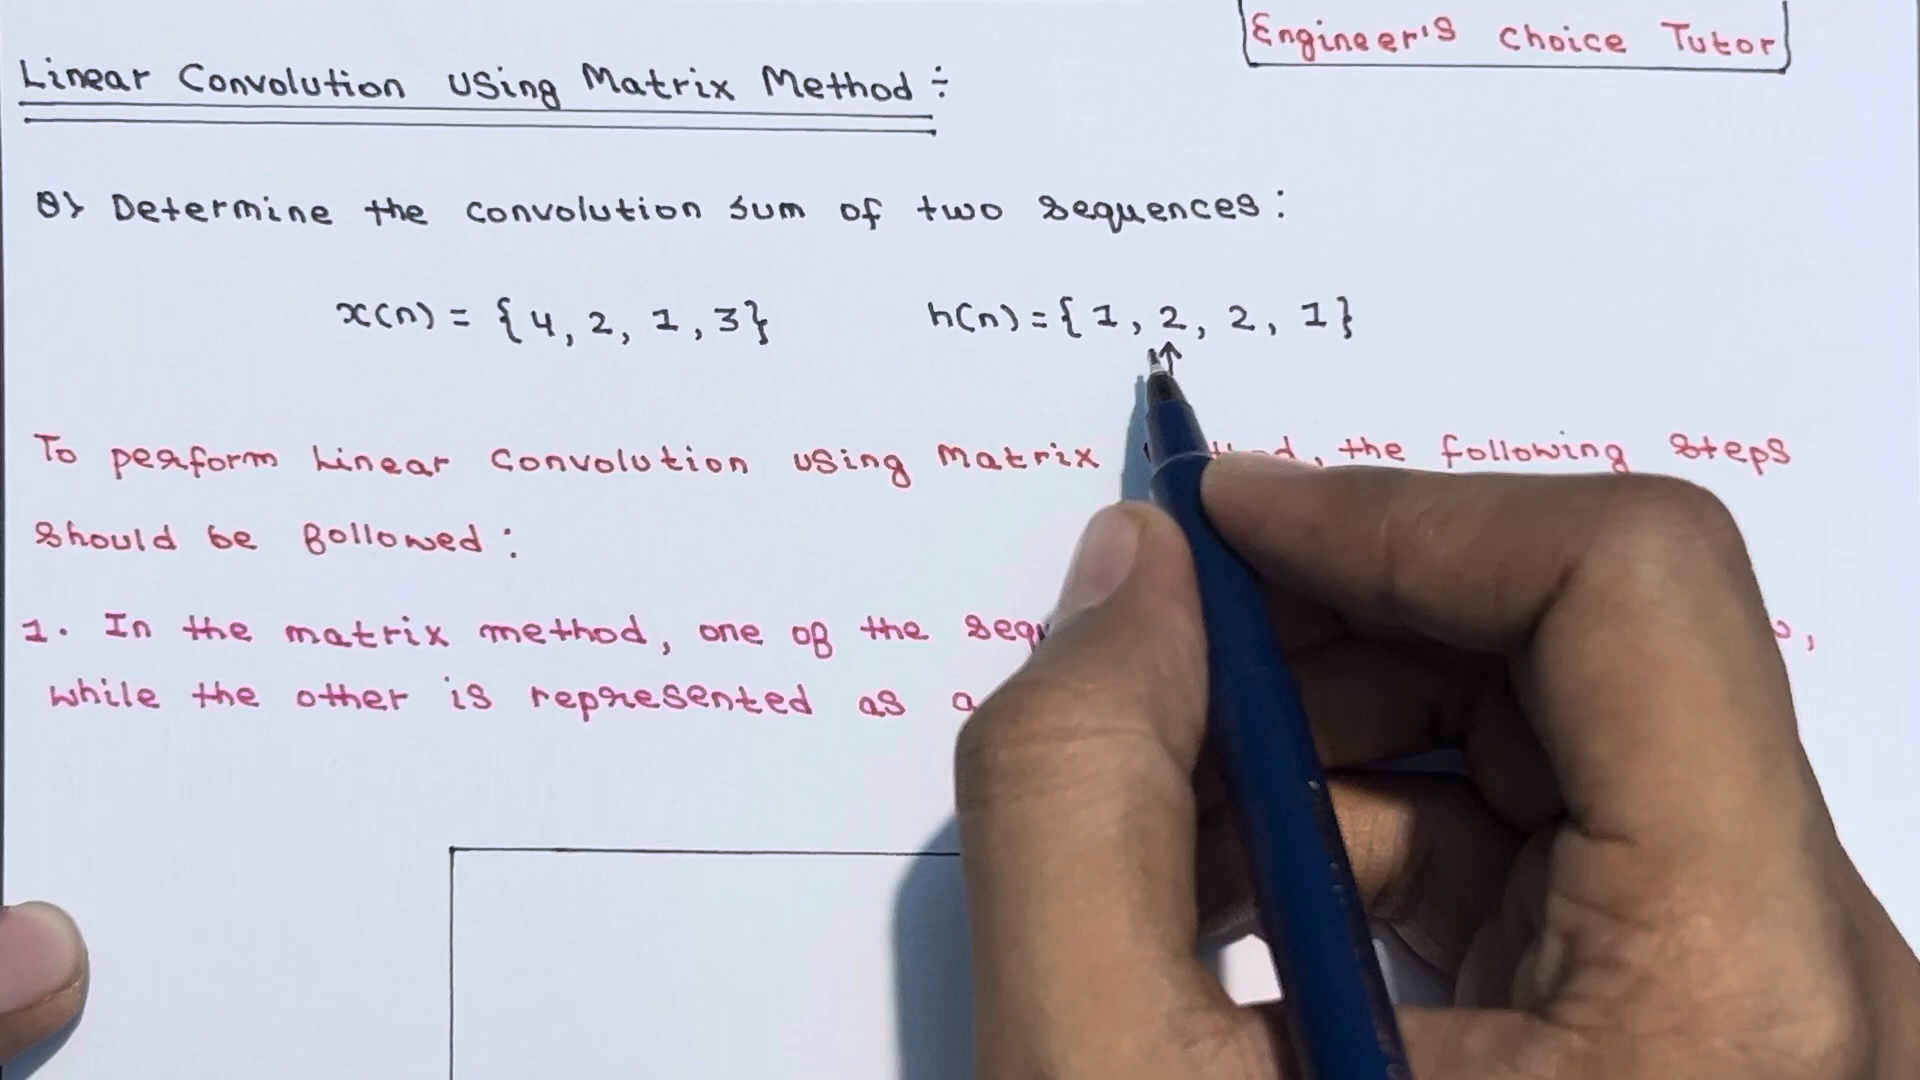 Engineer's Choice Tutor
Linear Convolution Using Matrix Method ÷
Q) Determine the convolution sum of two sequences:
x(n) = {4, 2, 1, 3} h(n) = {1, 2, 2, 1}
↑
To perform Linear Convolution using Matrix the following steps
should be followed:
1. In the matrix method, one of the
while the other is represented as a